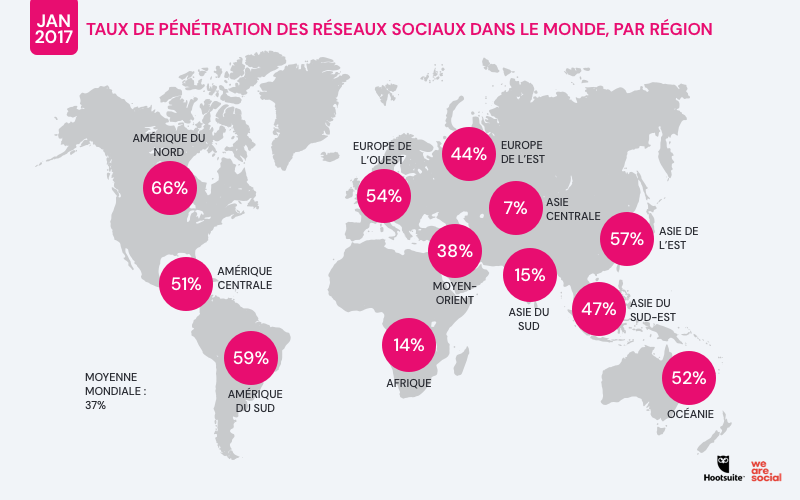 JAN
2017
TAUX DE PÉNÉTRATION DES RÉSEAUX SOCIAUX DANS LE MONDE, PAR RÉGION
AMÉRIQUE DU
NORD
66%
EUROPE DE
L'OUEST
54%
44%
EUROPE
DE L'EST
7%
ASIE
CENTRALE
57%
ASIE DE
L'EST
38%
MOYEN-
ORIENT
15%
ASIE DU
SUD
51%
AMÉRIQUE
CENTRALE
47%
ASIE DU
SUD-EST
59%
AMÉRIQUE
DU SUD
14%
AFRIQUE
52%
OCÉANIE
MOYENNE
MONDIALE :
37%
Hootsuite
we
are
social